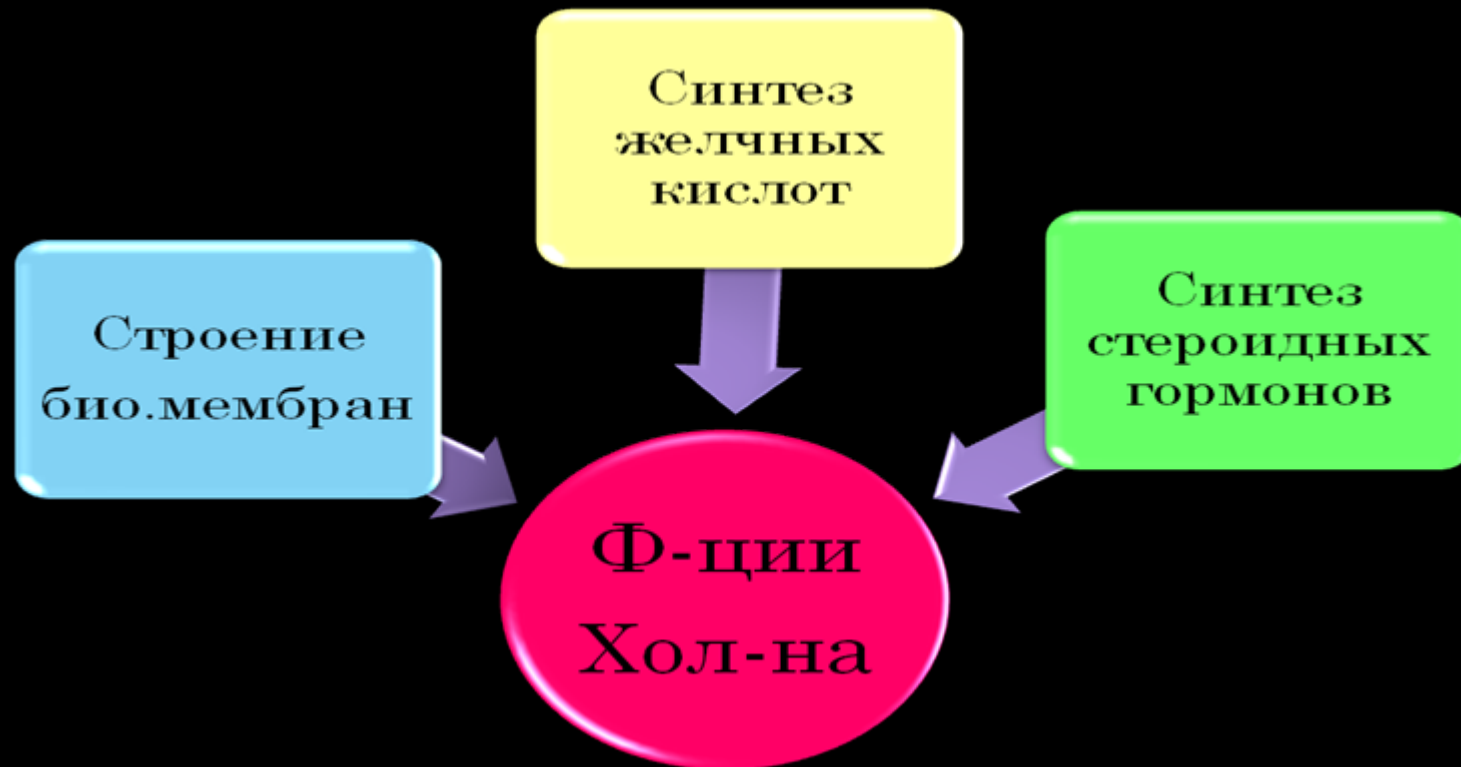 Синтез
желчных
кислот
Строение
био.мембран
Синтез
стероидных
гормонов
Ф-ции
Хол-на